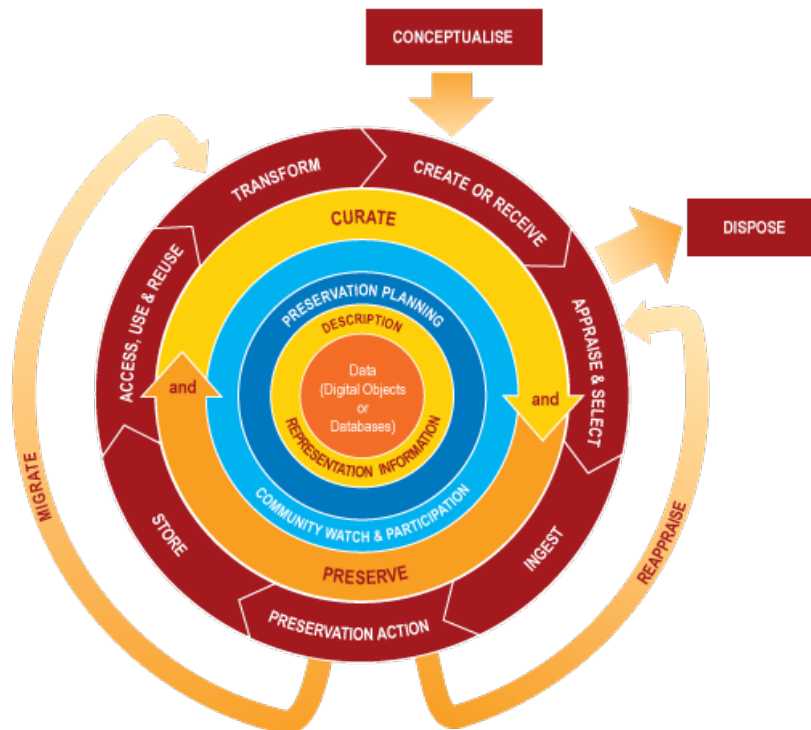 CONCEPTUALISE
TRANSFORM
CREATE OR RECEIVE
DISPOSE
CURATE
ACCESS, USE & REUSE
APPRAISE & SELECT
PRESERVATION PLANNING
DESCRIPTION
and
Data
(Digital Objects
or
Databases)
and
REPRESENTATION INFORMATION
COMMUNITY WATCH & PARTICIPATION
MIGRATE
STORE
INGEST
REAPPRAISE
PRESERVE
PRESERVATION ACTION